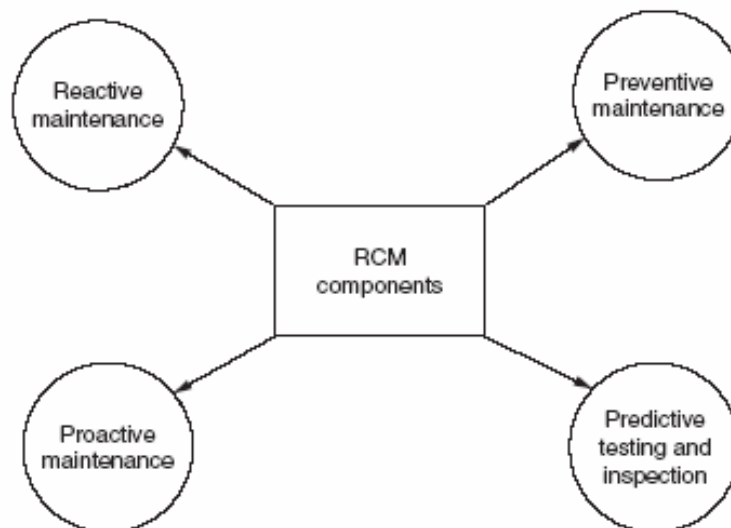 Reactive
maintenance
Preventive
maintenance
RCM
components
Proactive
maintenance
Predictive
testing and
inspection